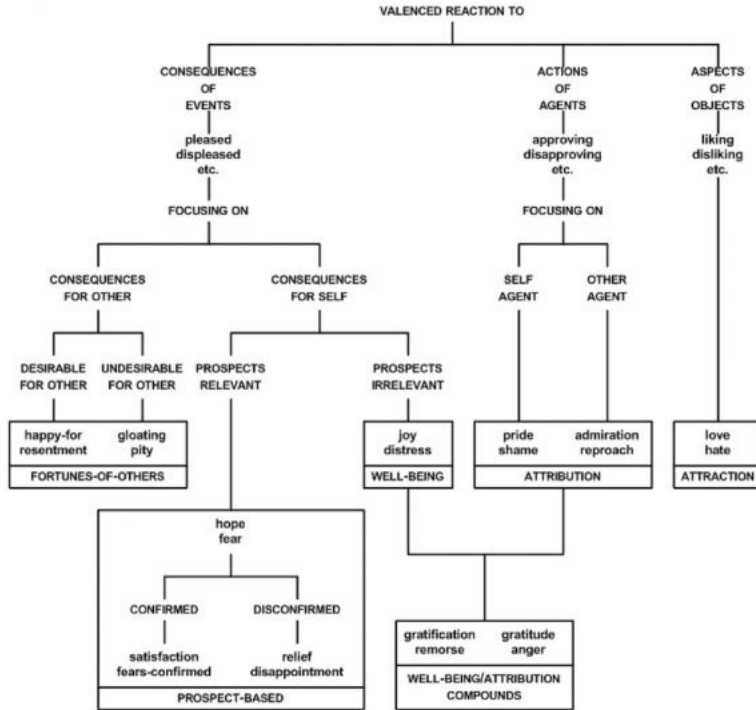 VALENCED REACTION TO
CONSEQUENCES
OF
EVENTS
ACTIONS
OF
AGENTS
ASPECTS
OF
OBJECTS
pleased
displeased
etc.
approving
disapproving
etc.
liking
disliking
etc.
FOCUSING ON
FOCUSING ON
CONSEQUENCES
FOR OTHER
CONSEQUENCES
FOR SELF
SELF
AGENT
OTHER
AGENT
DESIRABLE
FOR OTHER
UNDESIRABLE
FOR OTHER
PROSPECTS
RELEVANT
PROSPECTS
IRRELEVANT
happy-for
resentment
gloating
pity
FORTUNES-OF-OTHERS
joy
distress
WELL-BEING
pride
shame
admiration
reproach
ATTRIBUTION
love
hate
ATTRACTION
hope
fear
CONFIRMED
DISCONFIRMED
satisfaction
fears-confirmed
relief
disappointment
PROSPECT-BASED
gratification
remorse
gratitude
anger
WELL-BEING/ATTRIBUTION
COMPOUNDS